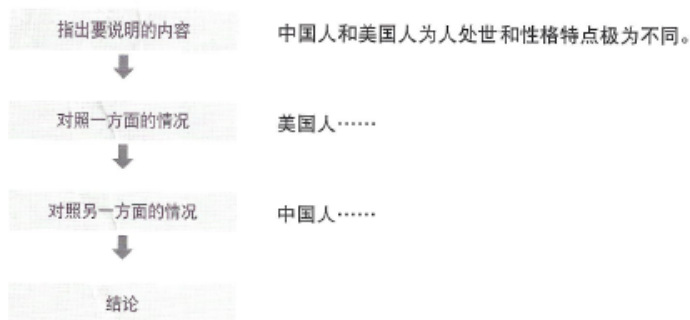 指出要说明的内容
中国人和美国人为人处世和性格特点极为不同。
对照一方面的情况
美国人……
对照另一方面的情况
中国人……
结论